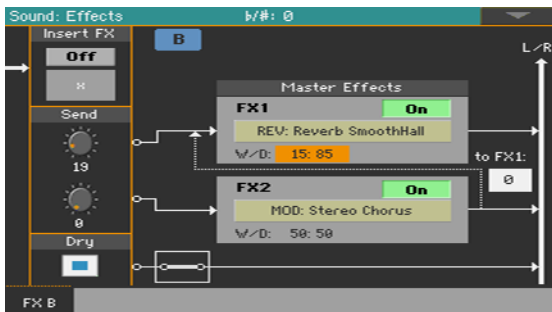 Sound: Effects
♭/#: 0
Insert FX
Off
x
B
L/R
Send
19
0
Dry
Master Effects
FX1
On
REV: Reverb SmoothHall
W/D: 15:85
to FX1:
0
FX2
On
MOD: Stereo Chorus
W/D: 50:50
FX B